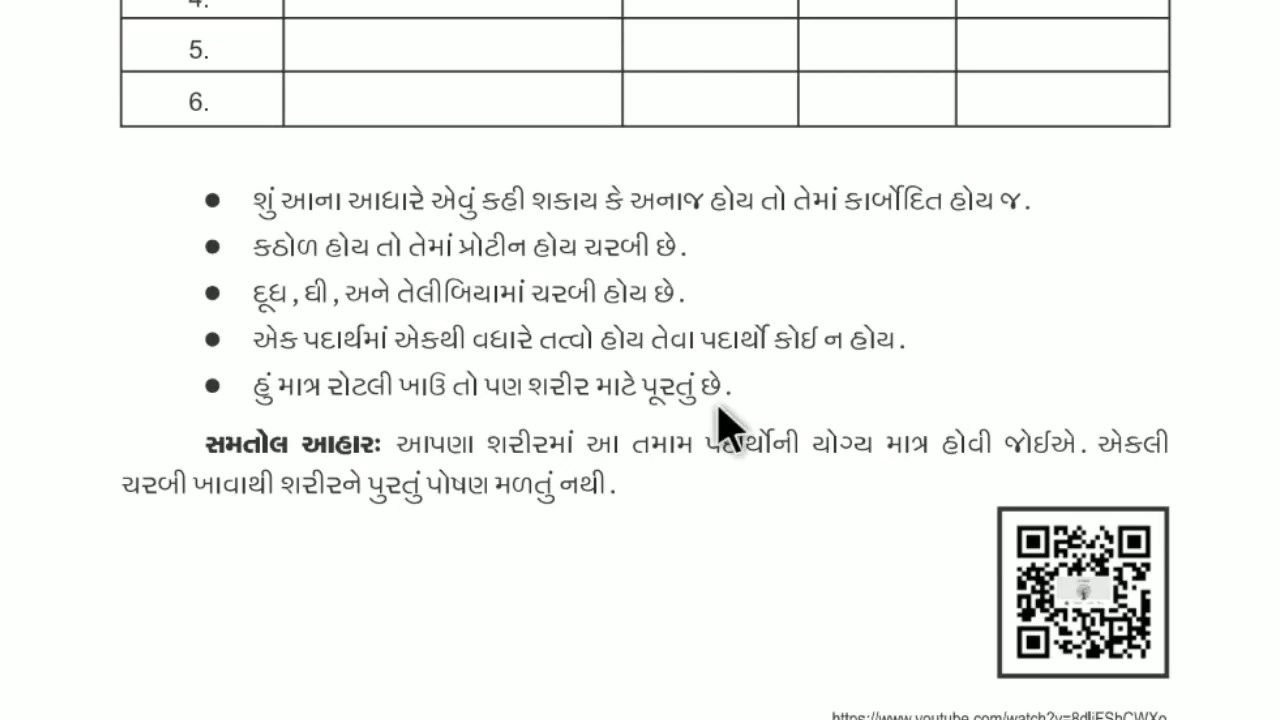 4.
5.
6.
● શું આના આધારે એવું કહી શકાય કે અનાજ હોય તો તેમાં કાર્બોદિત હોય જ.
● કઠોળ હોય તો તેમાં પ્રોટીન હોય ચરબી છે.
● દૂધ,ઘી,અને તેલીબિયામાં ચરબી હોય છે.
● એક પદાર્થમાં એકથી વધારે તત્વો હોય તેવા પદાર્થો કોઈ ન હોય.
● હું માત્ર રોટલી ખાઉ તો પણ શરીર માટે પૂરતું છે.
સમતોલ આહારઃ આપણા શરીરમાં આ તમામ પદાર્થોની યોગ્ય માત્ર હોવી જોઈએ. એકલી
ચરબી ખાવાથી શરીરને પુરતું પોષણ મળતું નથી.